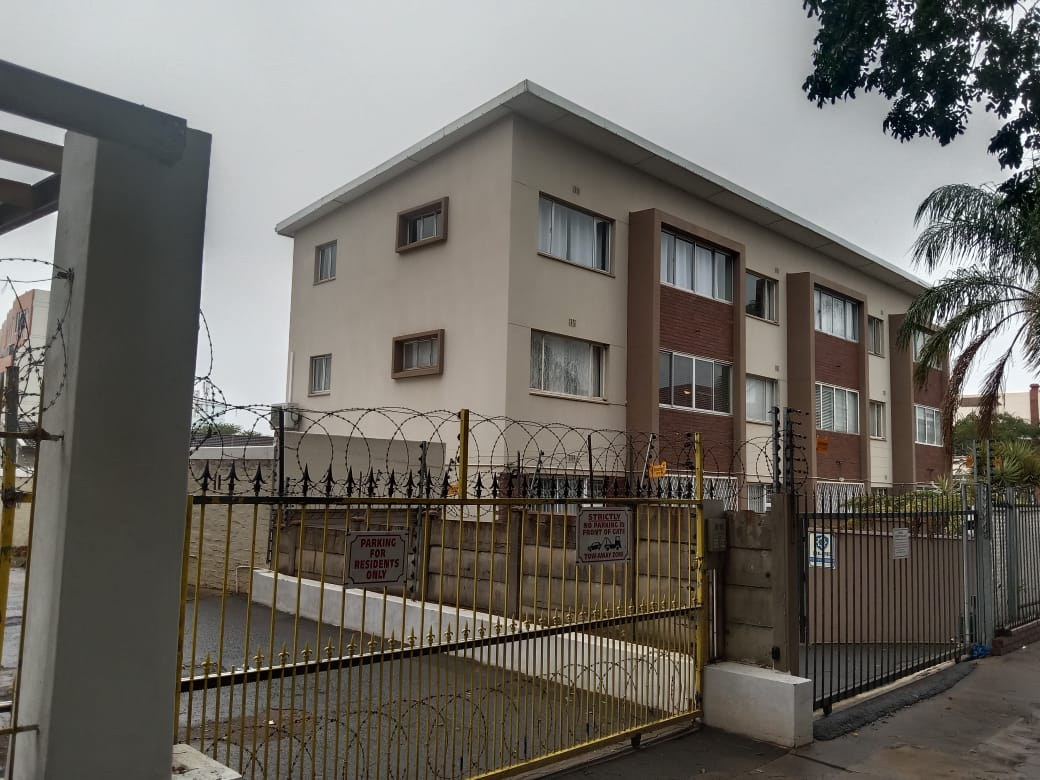 PARKING
FOR
RESIDENTS
ONLY
STRICTLY
NO PARKING IN
FRONT OF GATE
TOW-AWAY ZONE